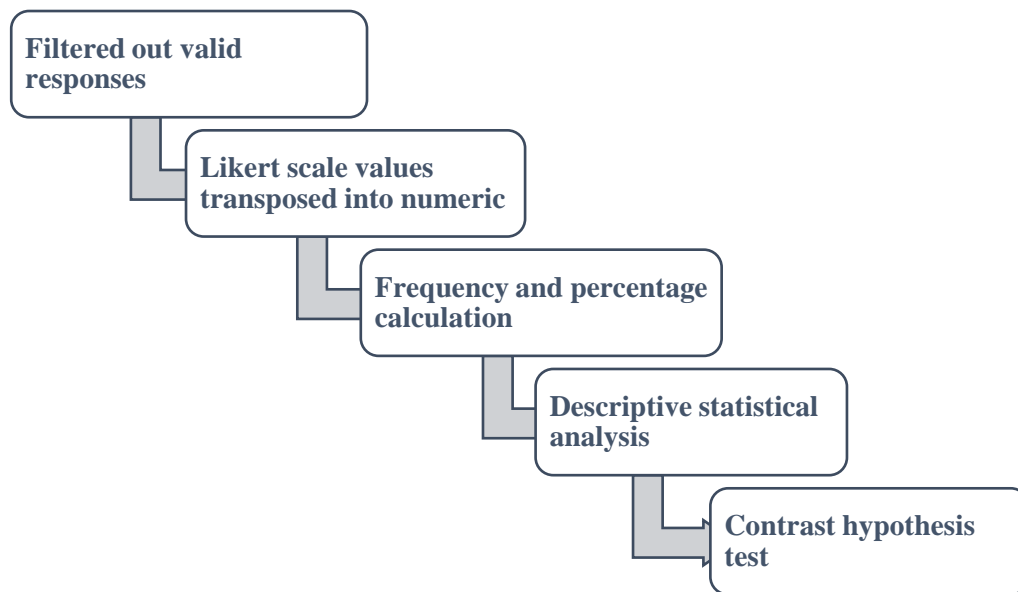 Filtered out valid
responses
Likert scale values
transposed into numeric
Frequency and percentage
calculation
Descriptive statistical
analysis
Contrast hypothesis
test